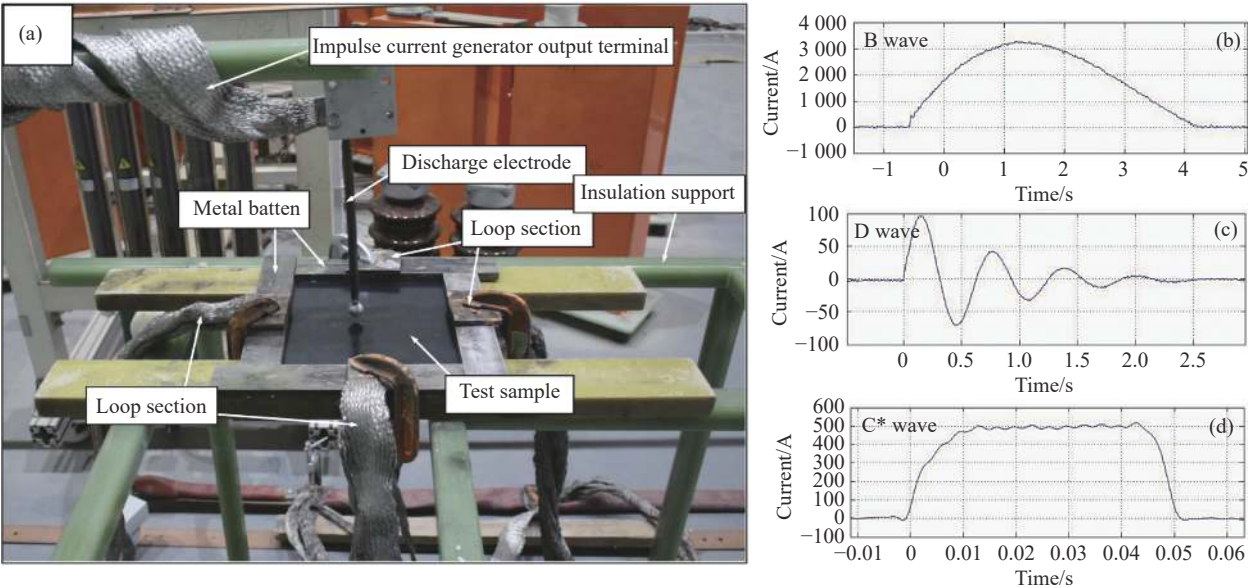 (a)
Impulse current generator output terminal
Discharge electrode
Insulation support
Metal batten
Loop section
Loop section
Test sample
B wave
(b)
Current/A
4 000
3 000
2 000
1 000
0
−1 000
−1 0 1 2 3 4 5
Time/s
D wave
(c)
Current/A
100
50
0
−50
−100
0 0.5 1.0 1.5 2.0 2.5
Time/s
C* wave
(d)
Current/A
600
500
400
300
200
100
0
−100
−0.01 0 0.01 0.02 0.03 0.04 0.05 0.06
Time/s